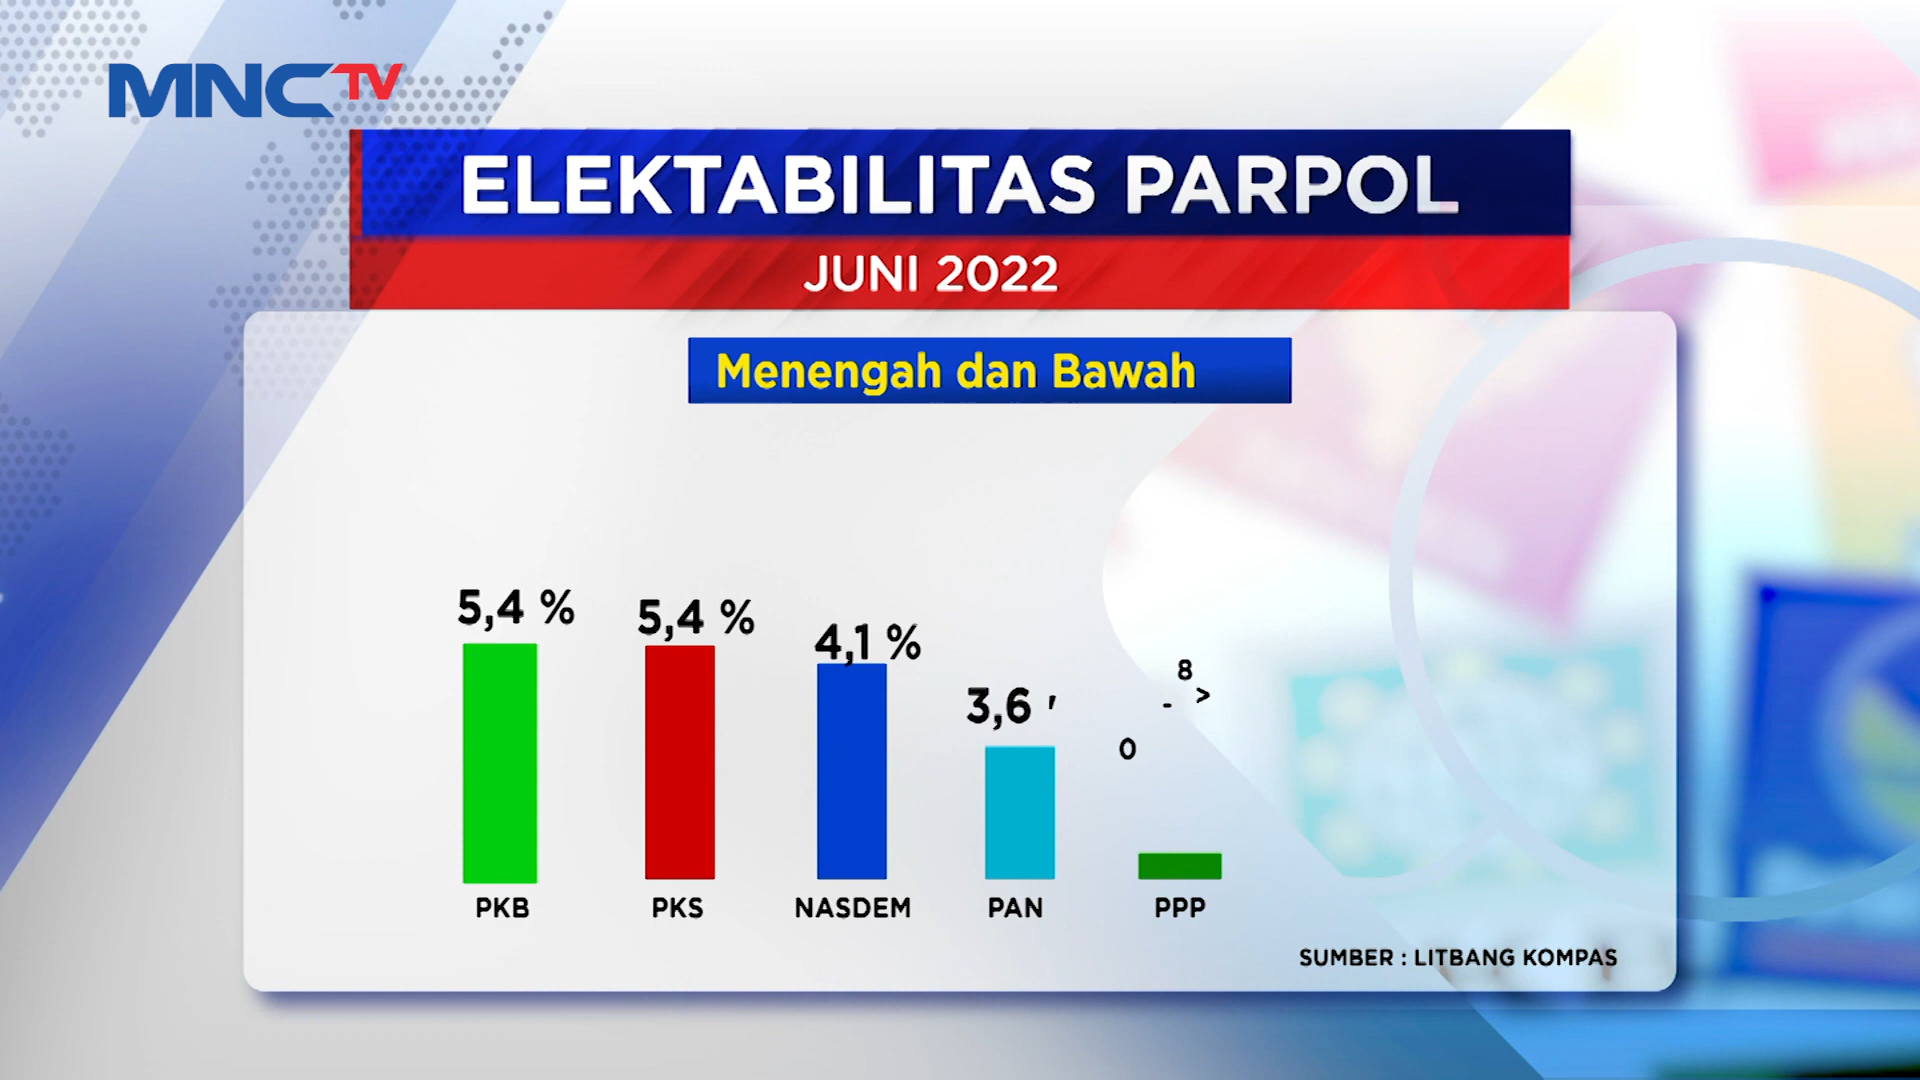 MNCTV
ELEKTABILITAS PARPOL
JUNI 2022
Menengah dan Bawah
5,4 %
5,4 %
4,1 %
3,6
PKB
PKS
NASDEM
PAN
PPP
SUMBER : LITBANG KOMPAS